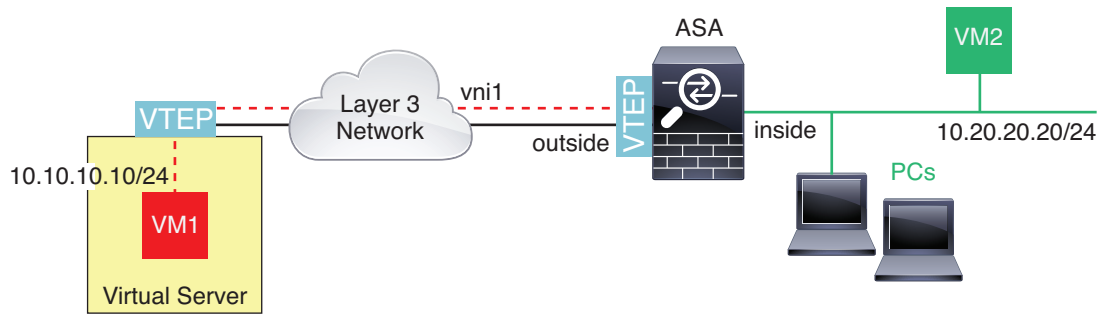 ASA
VM2
Layer 3
Network
vni1
VTEP
VTEP
outside
inside
10.20.20.20/24
10.10.10.10/24
PCs
VM1
Virtual Server